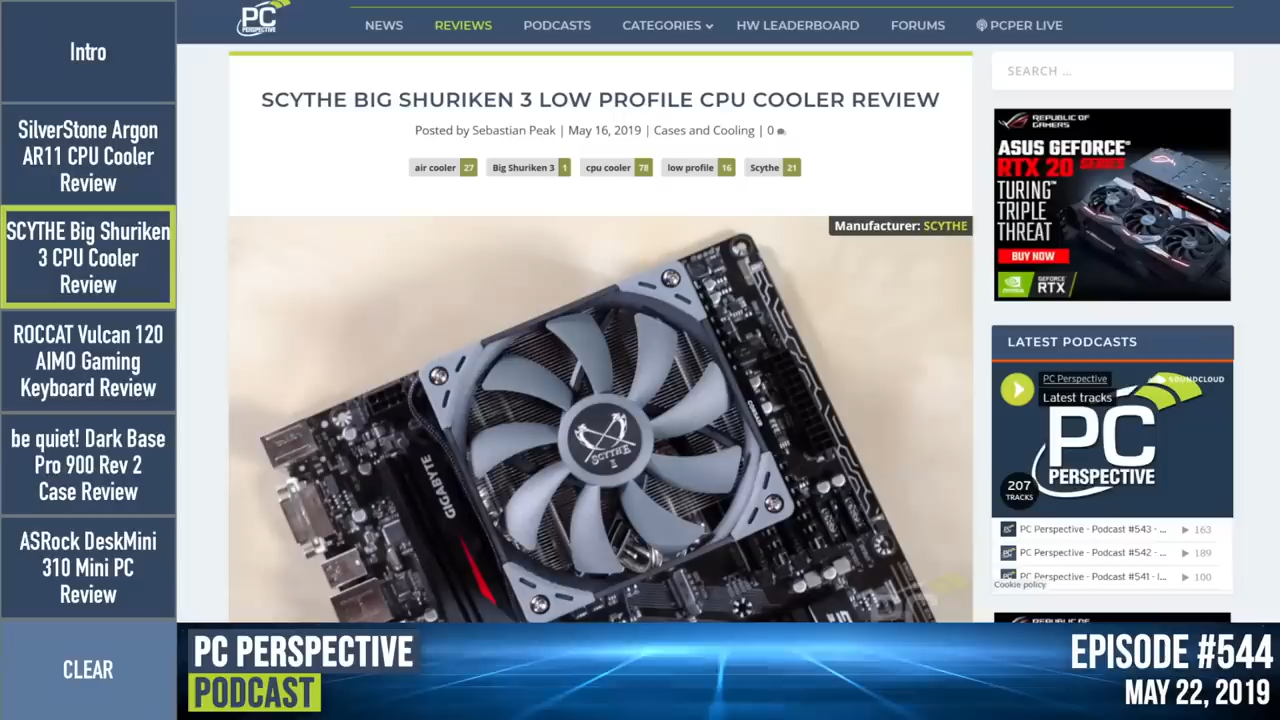 Intro
SilverStone Argon
AR11 CPU Cooler
Review
SCYTHE Big Shuriken
3 CPU Cooler
Review
ROCCAT Vulcan 120
AIMO Gaming
Keyboard Review
be quiet! Dark Base
Pro 900 Rev 2
Case Review
ASRock DeskMini
310 Mini PC
Review
CLEAR
PC
PERSPECTIVE
NEWS REVIEWS PODCASTS CATEGORIES HW LEADERBOARD FORUMS PCPER LIVE
SCYTHE BIG SHURIKEN 3 LOW PROFILE CPU COOLER REVIEW
Posted by Sebastian Peak | May 16, 2019 | Cases and Cooling | 0
air cooler 27 Big Shuriken 3 1 cpu cooler 78 low profile 16 Scythe 21
Manufacturer: SCYTHE
SCYTHE
GIGABYTE
SEARCH ...
REPUBLIC OF
GAMERS
ASUS GEFORCE®
RTX 20 SERIES
TURING™
TRIPLE
THREAT
BUY NOW
GEFORCE
RTX
LATEST PODCASTS
PC Perspective
SOUNDCLOUD
Latest tracks
PC
PERSPECTIVE
207
TRACKS
PC Perspective - Podcast #543 - ... 163
PC Perspective - Podcast #542 - ... 189
PC Perspective - Podcast #541 - I... 100
Cookie policy
REPUBLIC OF
PC PERSPECTIVE
PODCAST
EPISODE #544
MAY 22, 2019